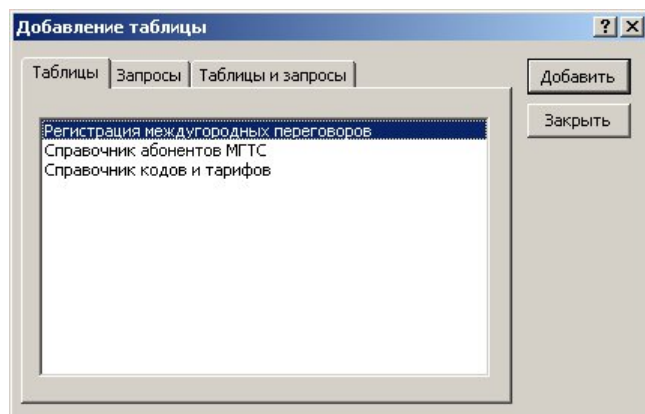 Добавление таблицы
Таблицы Запросы Таблицы и запросы
Добавить
Закрыть
Регистрация междугородных переговоров
Справочник абонентов МГТС
Справочник кодов и тарифов